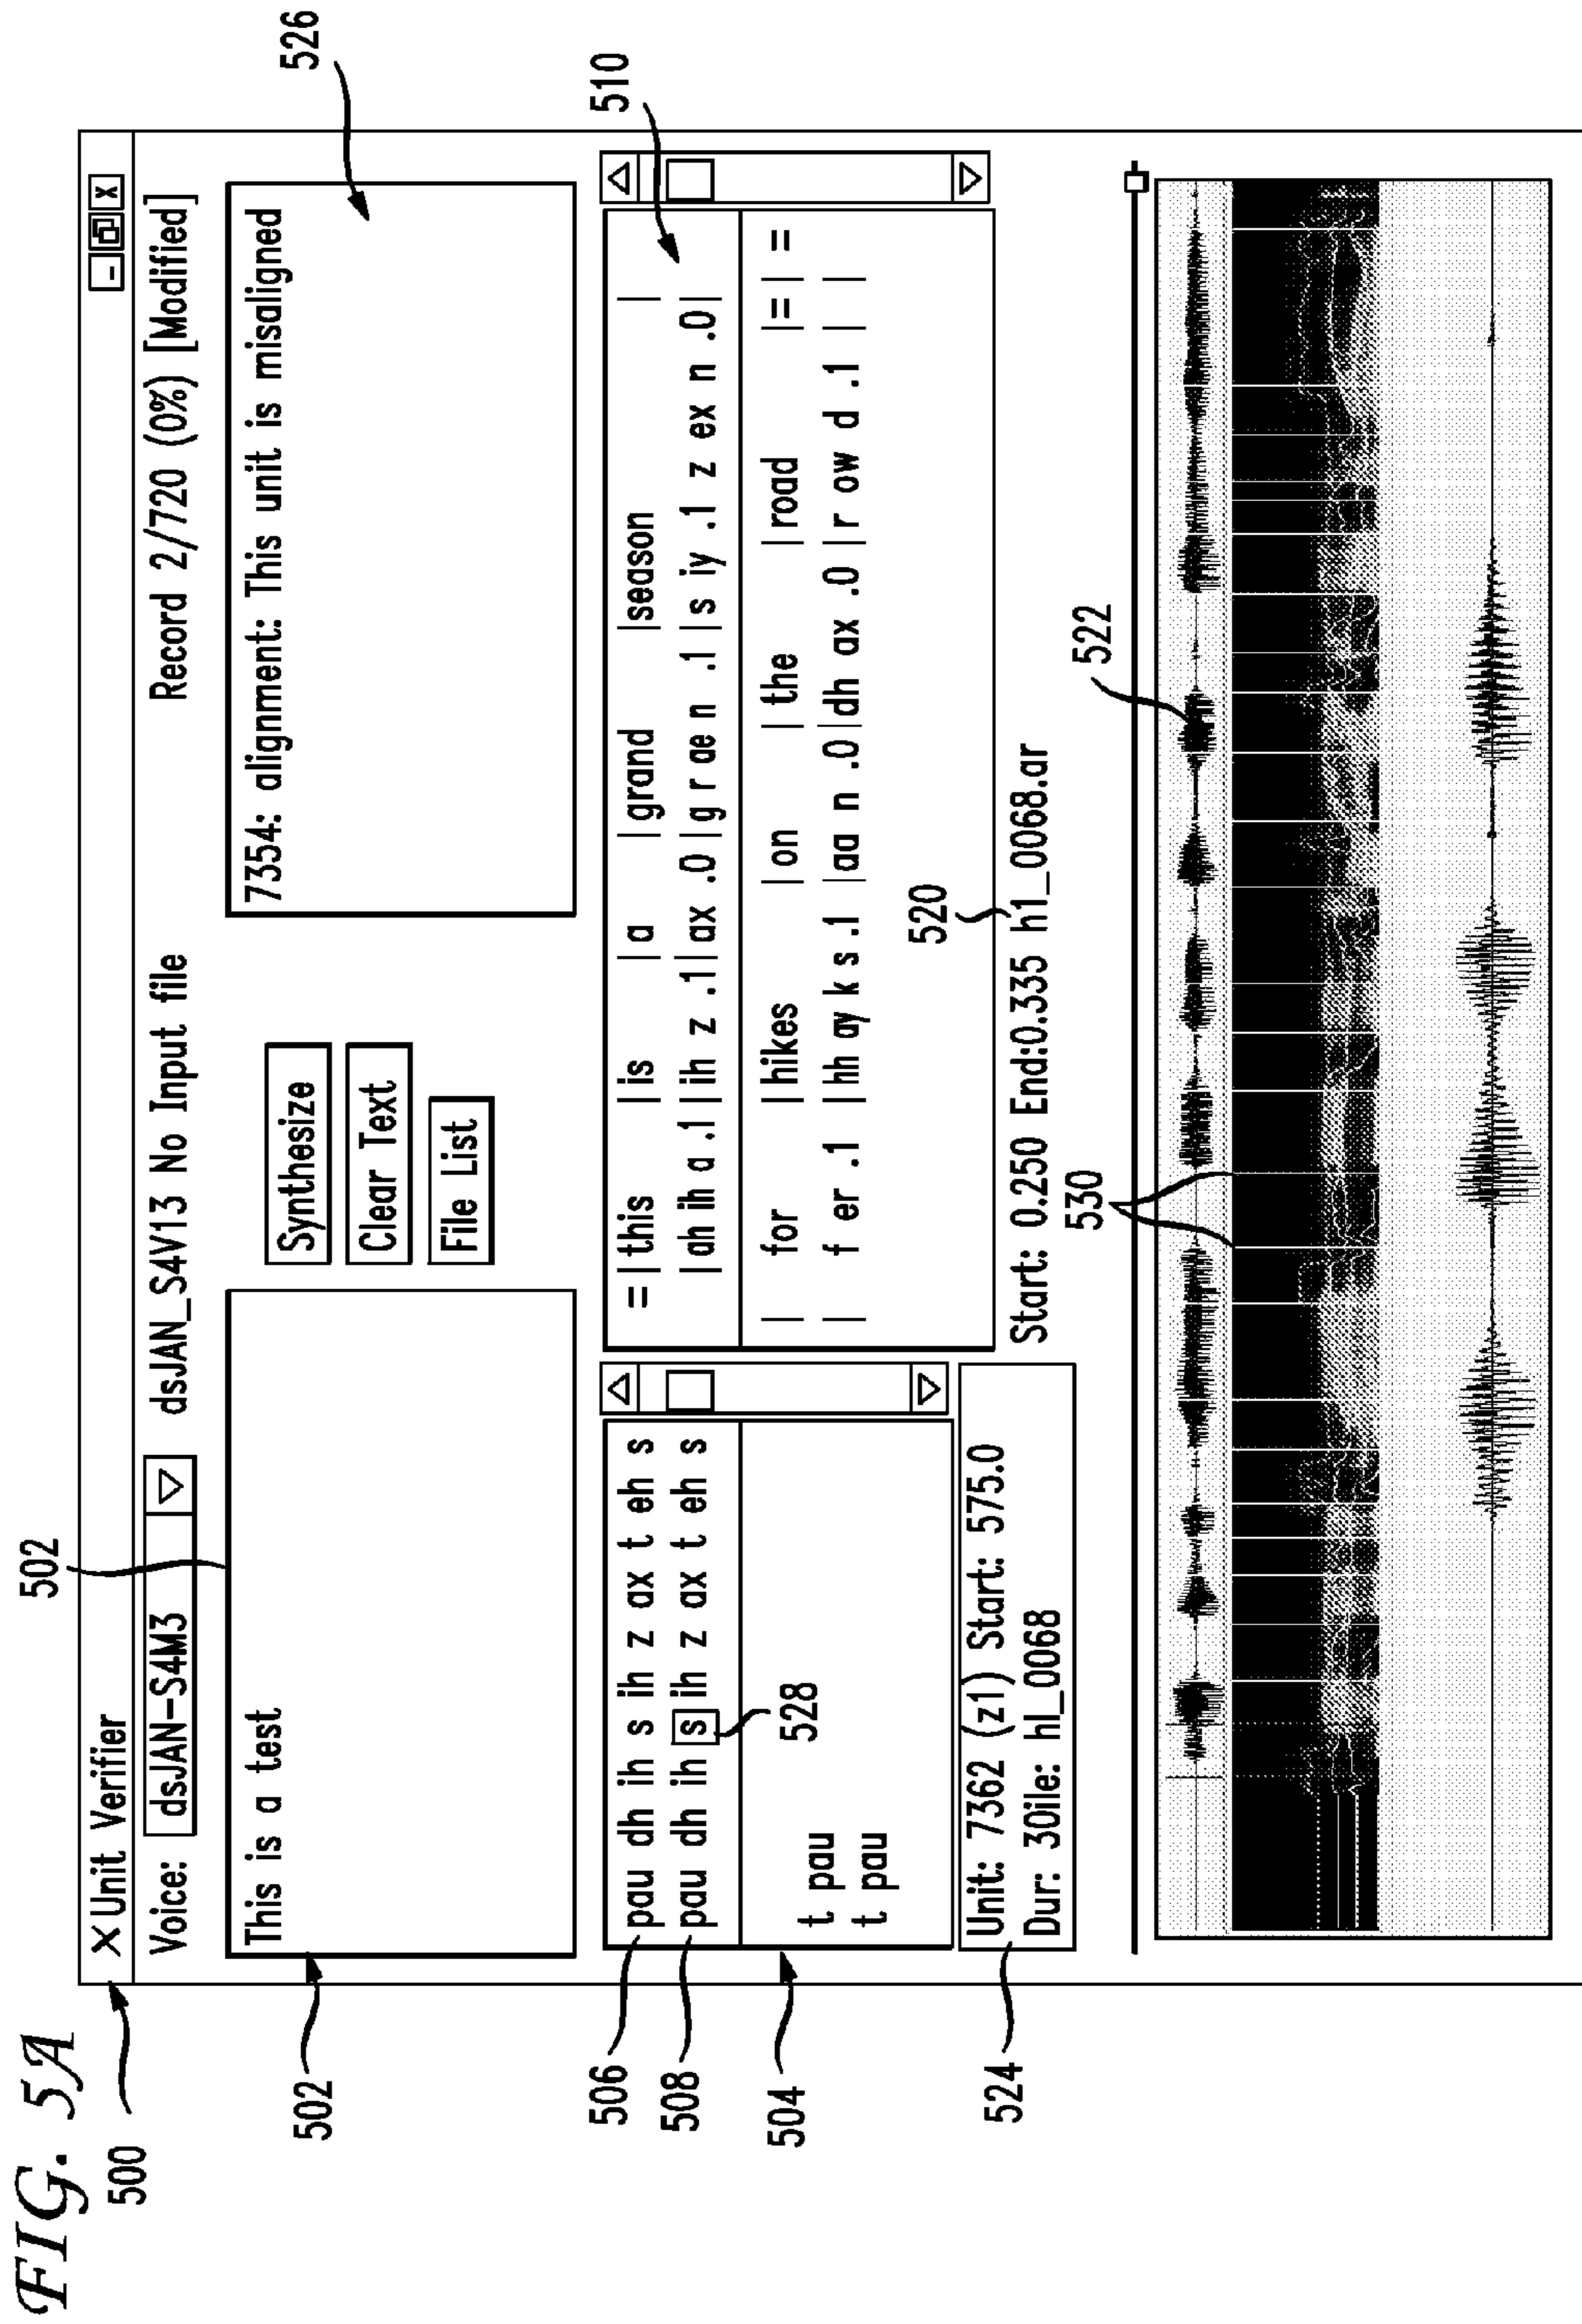 FIG. 5A
500
502
526
X Unit Verifier
- x
Voice: dsJAN-S4M3 dsJAN_S4V13 No Input file Record 2/720 (0%) [Modified]
502
This is a test
Synthesize
Clear Text
File List
7354: alignment: This unit is misaligned
510
506
508
504
pau dh ih s ih z ax t eh s
pau dh ih s ih z ax t eh s
528
t pau
t pau
= |this |is |a |grand |season |
|ah ih a .1|ih z .1|ax .0|g r ae n .1|s iy .1 z ex n .0|
| for |hikes |on |the |road |=| =
| f er .1 |hh ay k s .1 |aa n .0|dh ax .0|r ow d .1 | |
520
524
Unit: 7362 (z1) Start: 575.0
Dur: 30ile: hl_0068
Start: 0.250 End:0.335 h1_0068.ar
530
522